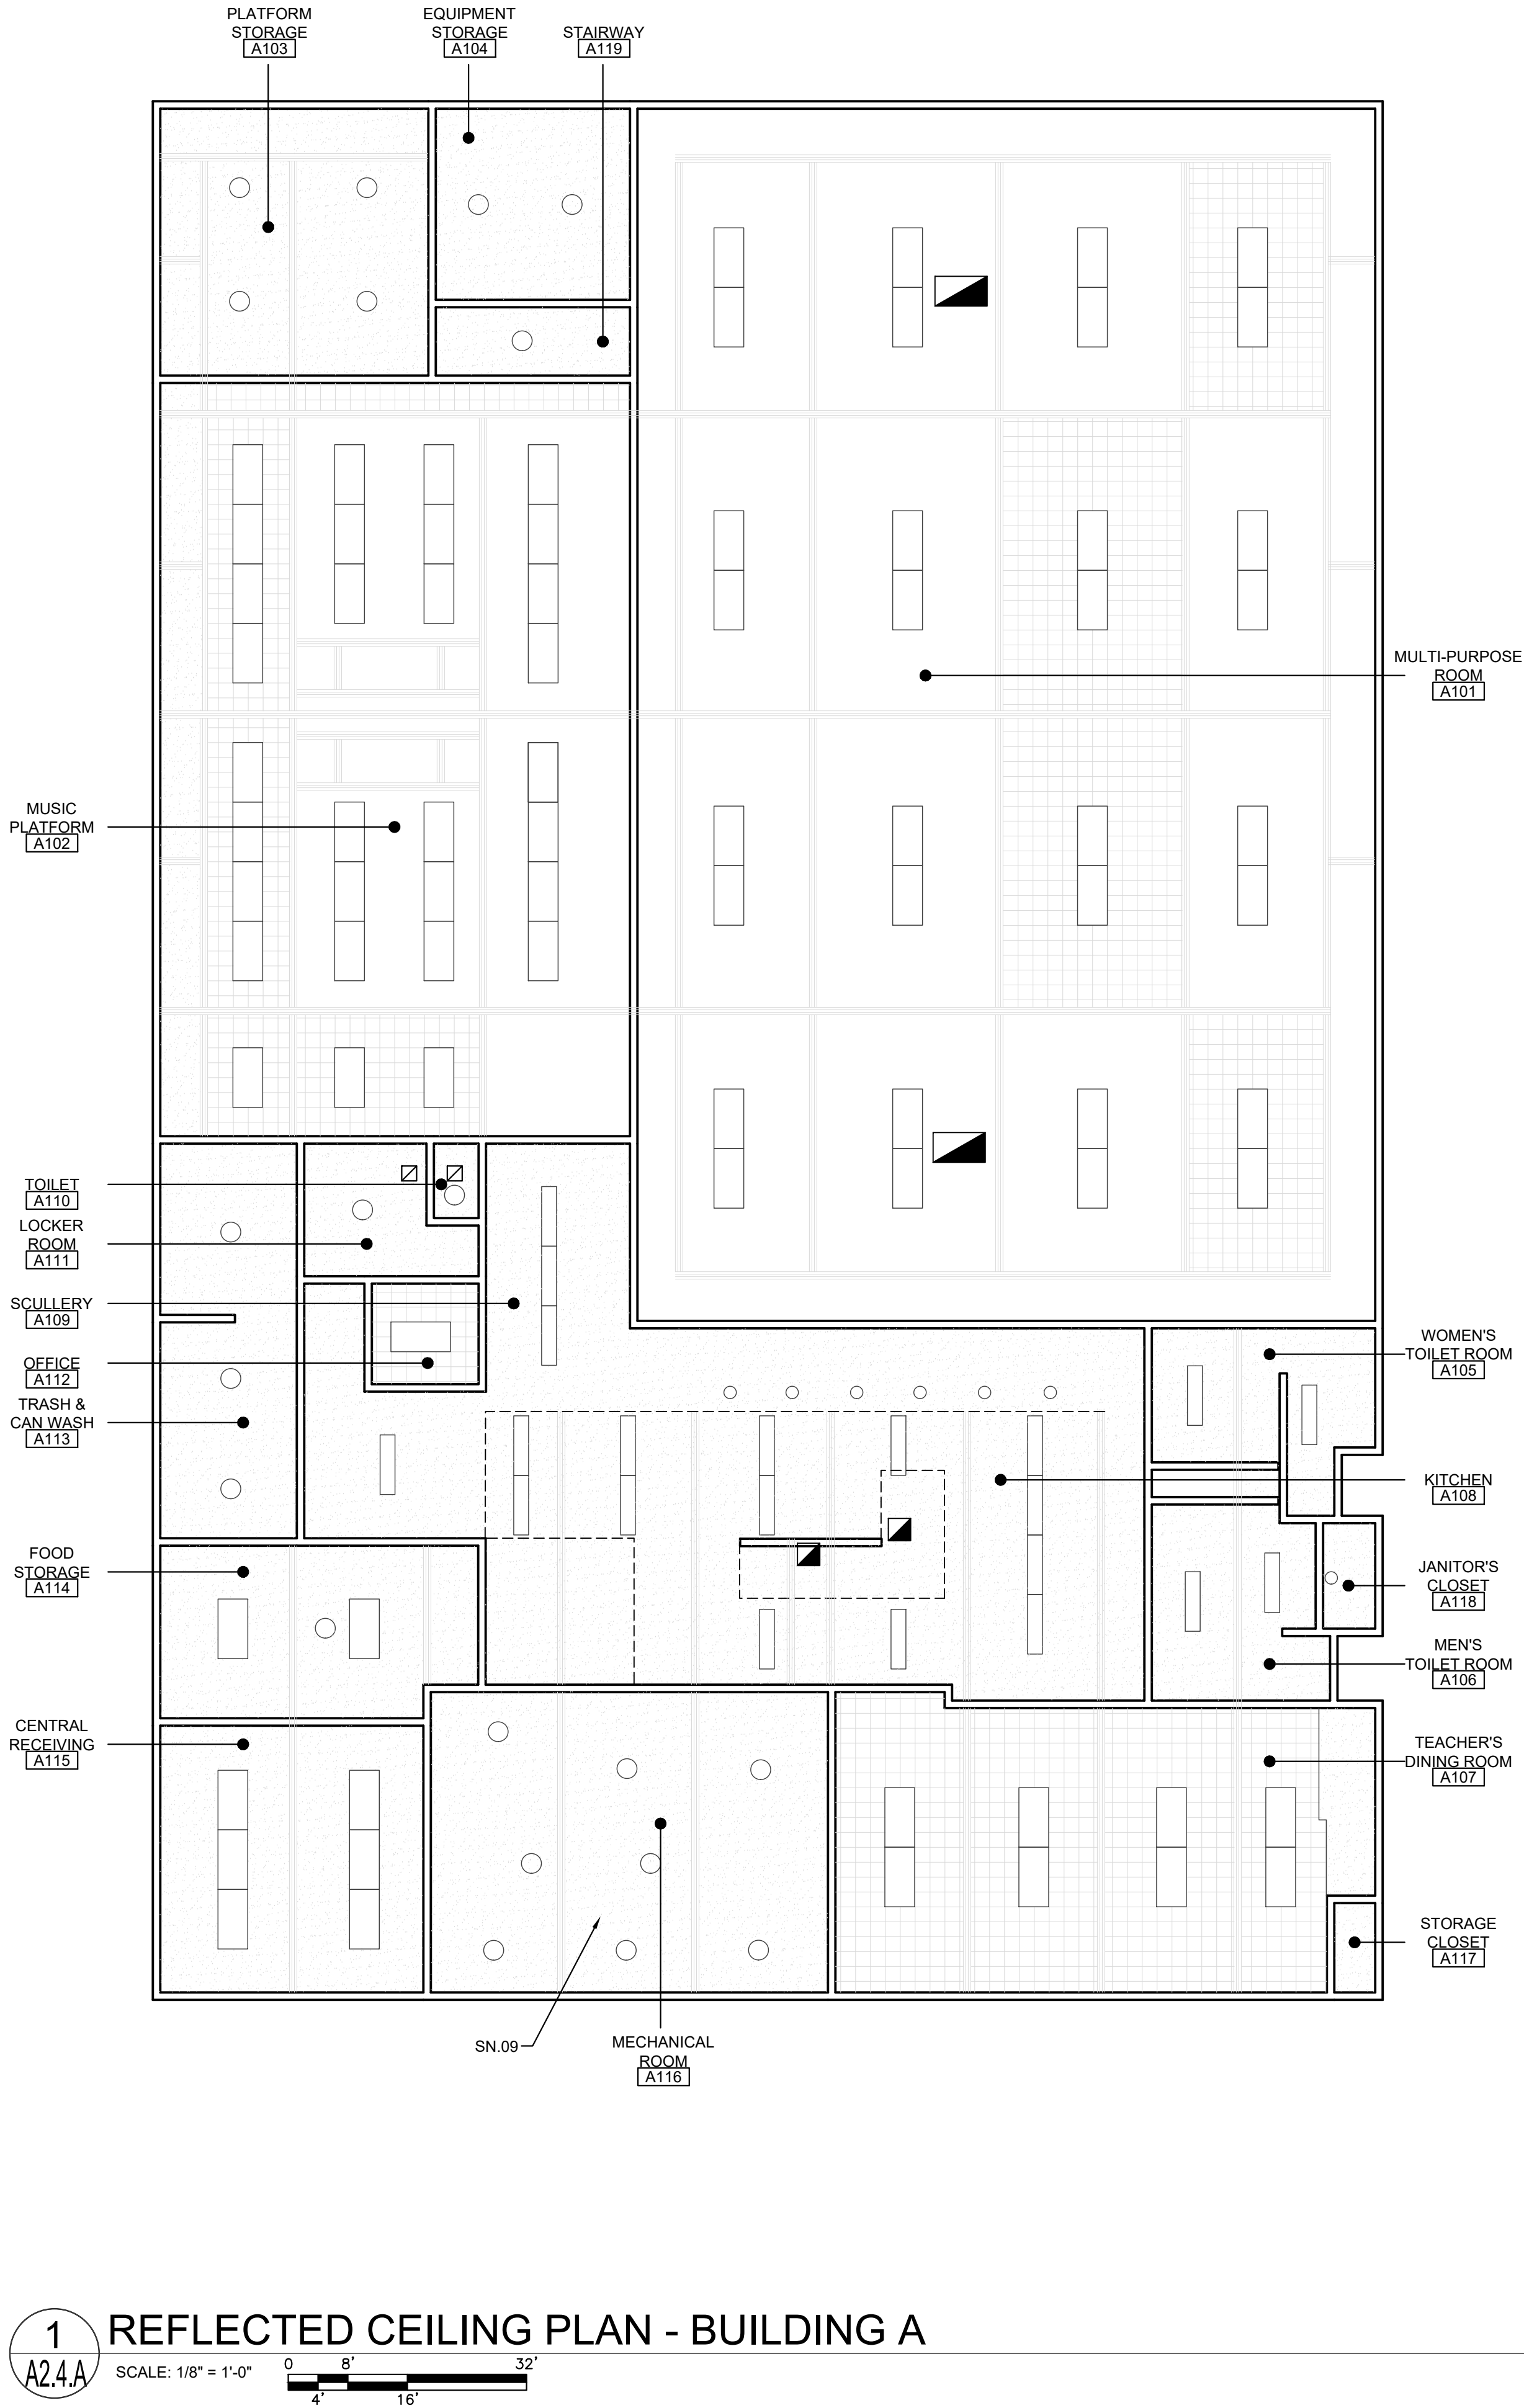 PLATFORM
STORAGE
A103
EQUIPMENT
STORAGE
A104
STAIRWAY
A119
MULTI-PURPOSE
ROOM
A101
MUSIC
PLATFORM
A102
TOILET
A110
LOCKER
ROOM
A111
SCULLERY
A109
OFFICE
A112
TRASH &
CAN WASH
A113
FOOD
STORAGE
A114
CENTRAL
RECEIVING
A115
WOMEN'S
TOILET ROOM
A105
KITCHEN
A108
JANITOR'S
CLOSET
A118
MEN'S
TOILET ROOM
A106
TEACHER'S
DINING ROOM
A107
STORAGE
CLOSET
A117
SN.09
MECHANICAL
ROOM
A116
1
A2.4.A
REFLECTED CEILING PLAN - BUILDING A
SCALE: 1/8" = 1'-0"
0 8' 32'
4' 16'